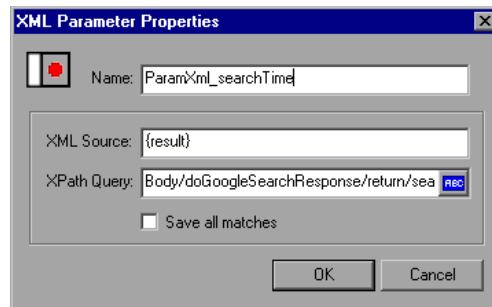 XML Parameter Properties
Name: ParamXml_searchTime
XML Source: {result}
XPath Query: Body/doGoogleSearchResponse/return/sea ABC
Save all matches
OK Cancel